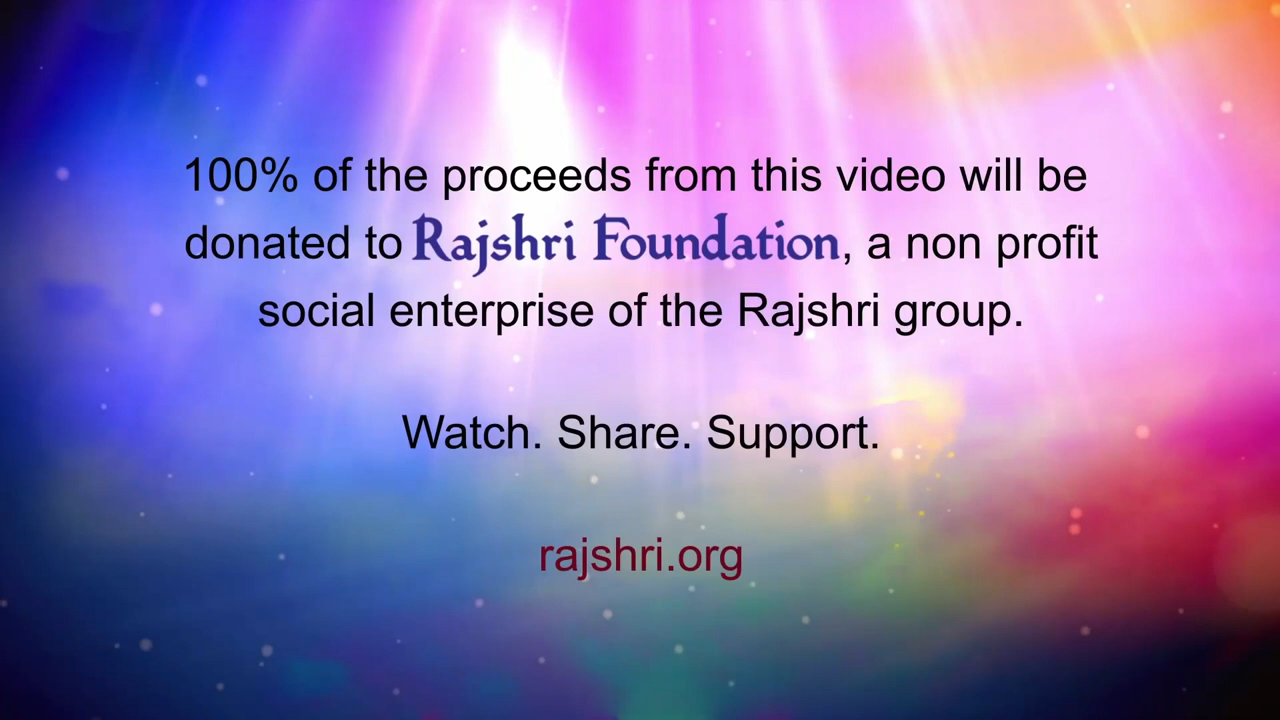 100% of the proceeds from this video will be
donated to Rajshri Foundation, a non profit
social enterprise of the Rajshri group.
Watch. Share. Support.
rajshri.org